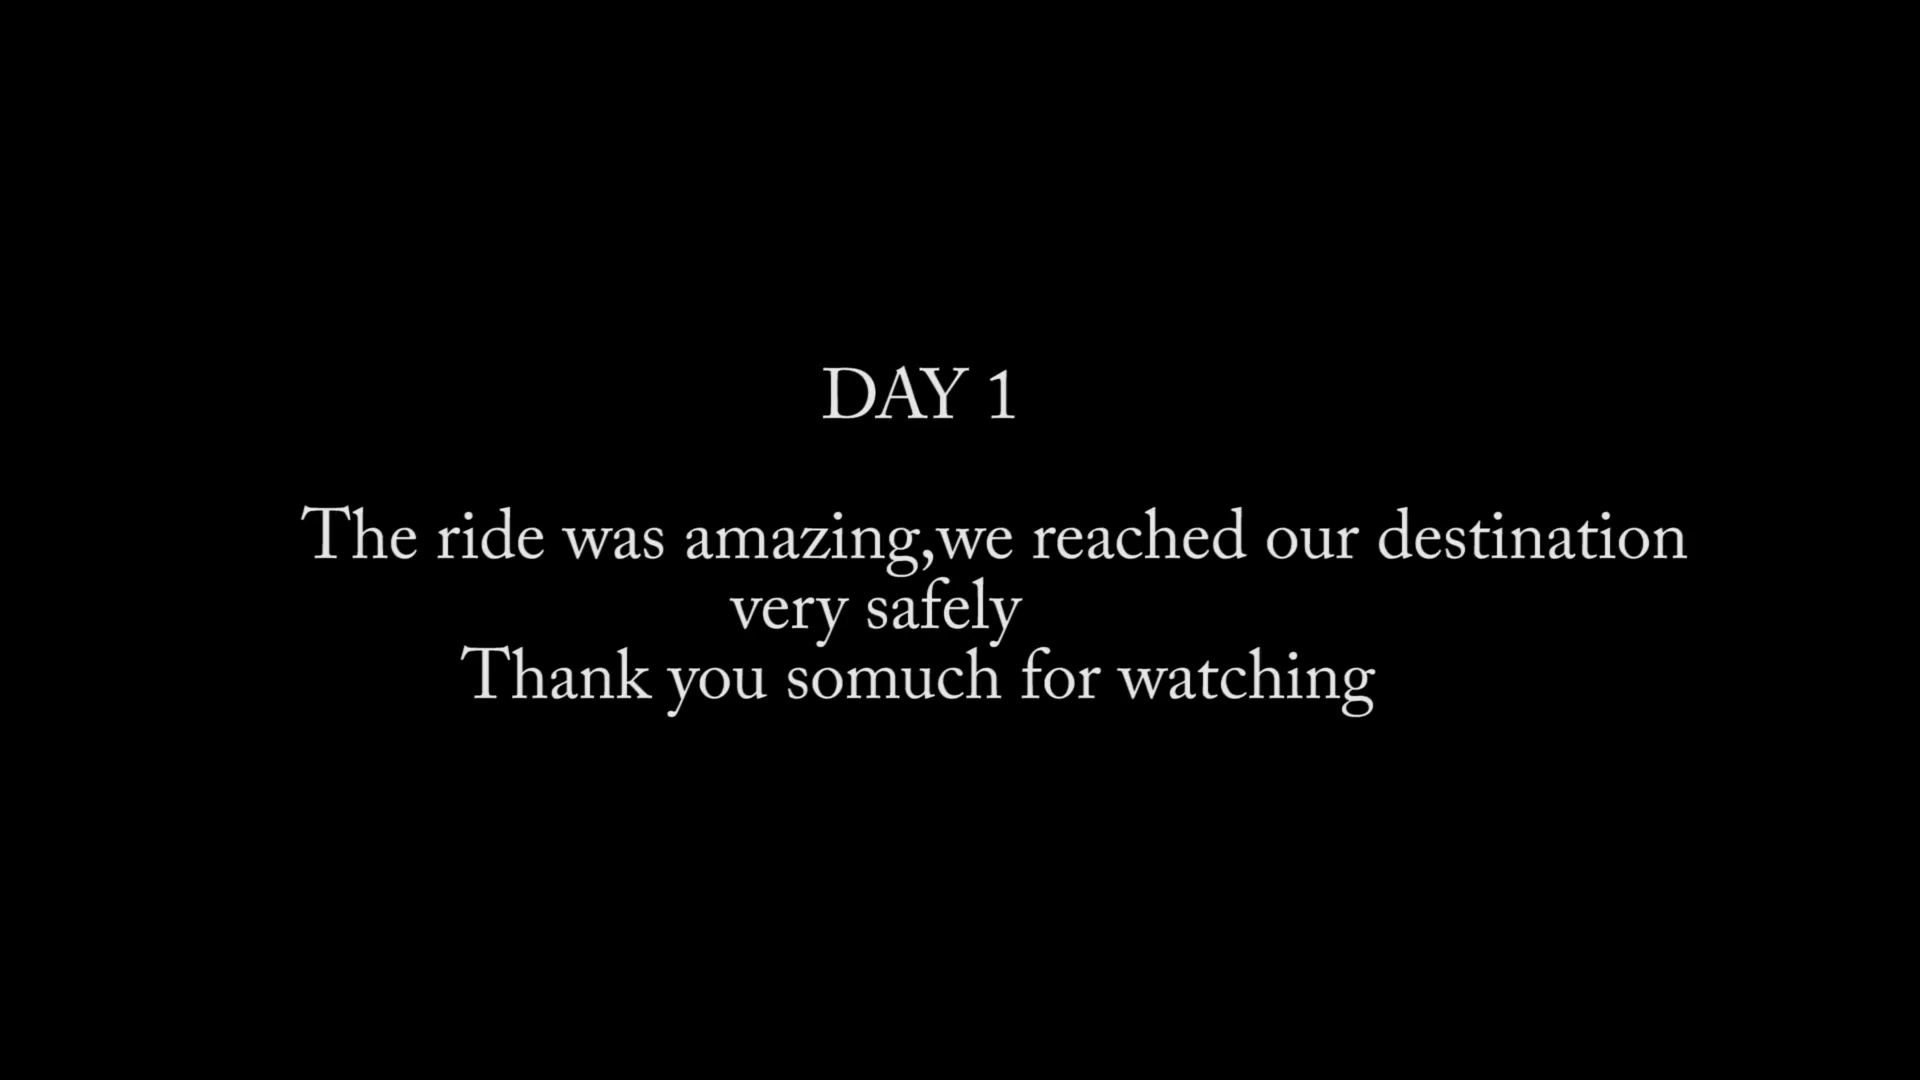 DAY 1
The ride was amazing,we reached our destination
very safely
Thank you somuch for watching